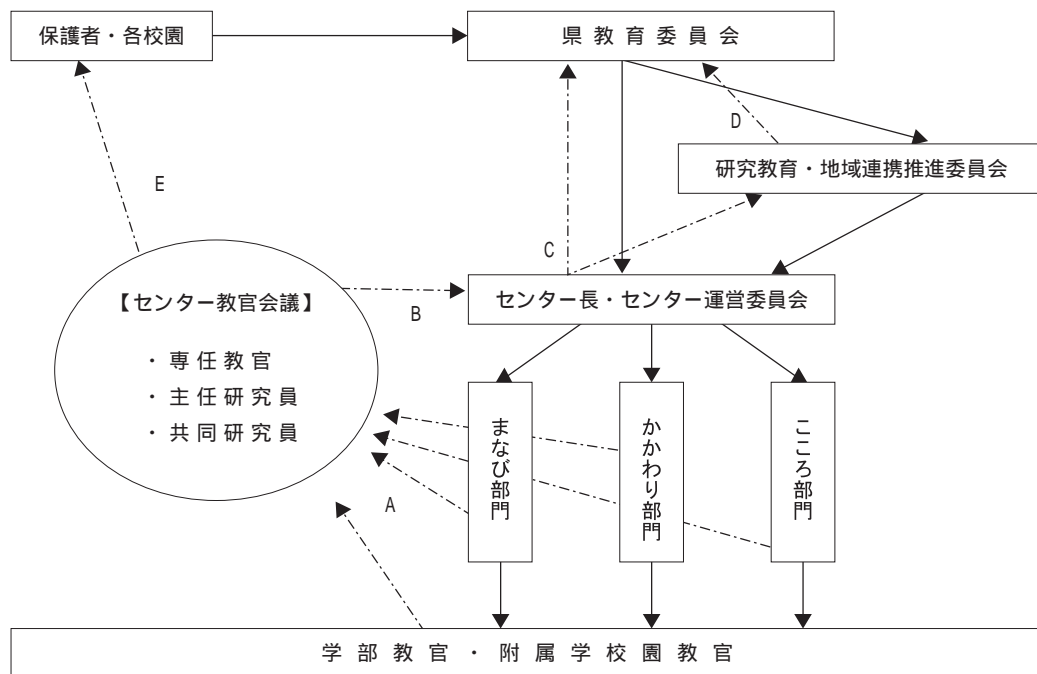 保護者・各校園
県教育委員会
D
研究教育・地域連携推進委員会
E
C
【センター教官会議】
・専任教官
・主任研究員
・共同研究員
B
センター長・センター運営委員会
まなび部門
かかわり部門
こころ部門
A
学部教官・附属学校園教官